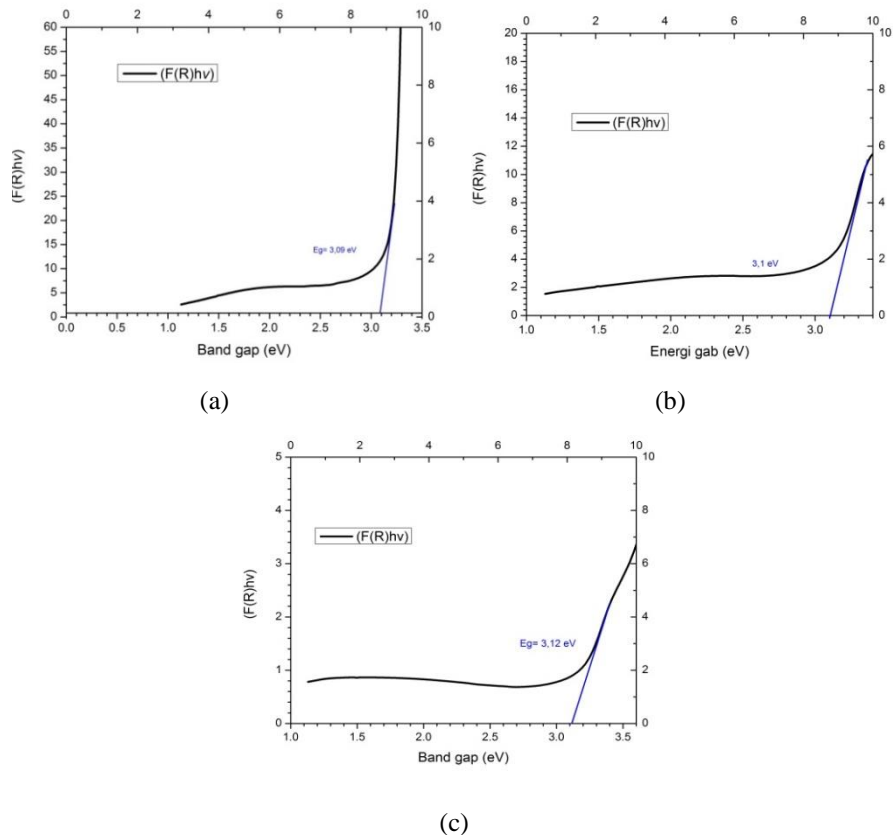 0 2 4 6 8 10
60
55
50
45
40
35
30
25
20
15
10
5
0
(F(R)hv)
(F(R)hv)
Eg= 3,09 eV
10
8
6
4
2
0
0.0 0.5 1.0 1.5 2.0 2.5 3.0 3.5
Band gap (eV)
(a)
0 2 4 6 8 10
20
18
16
14
12
10
8
6
4
2
0
(F(R)hv)
(F(R)hv)
3,1 eV
10
8
6
4
2
0
1.0 1.5 2.0 2.5 3.0
Energi gab (eV)
(b)
0 2 4 6 8 10
5
4
3
2
1
0
(F(R)hv)
(F(R)hv)
Eg= 3,12 eV
10
8
6
4
2
0
1.0 1.5 2.0 2.5 3.0 3.5
Band gap (eV)
(c)